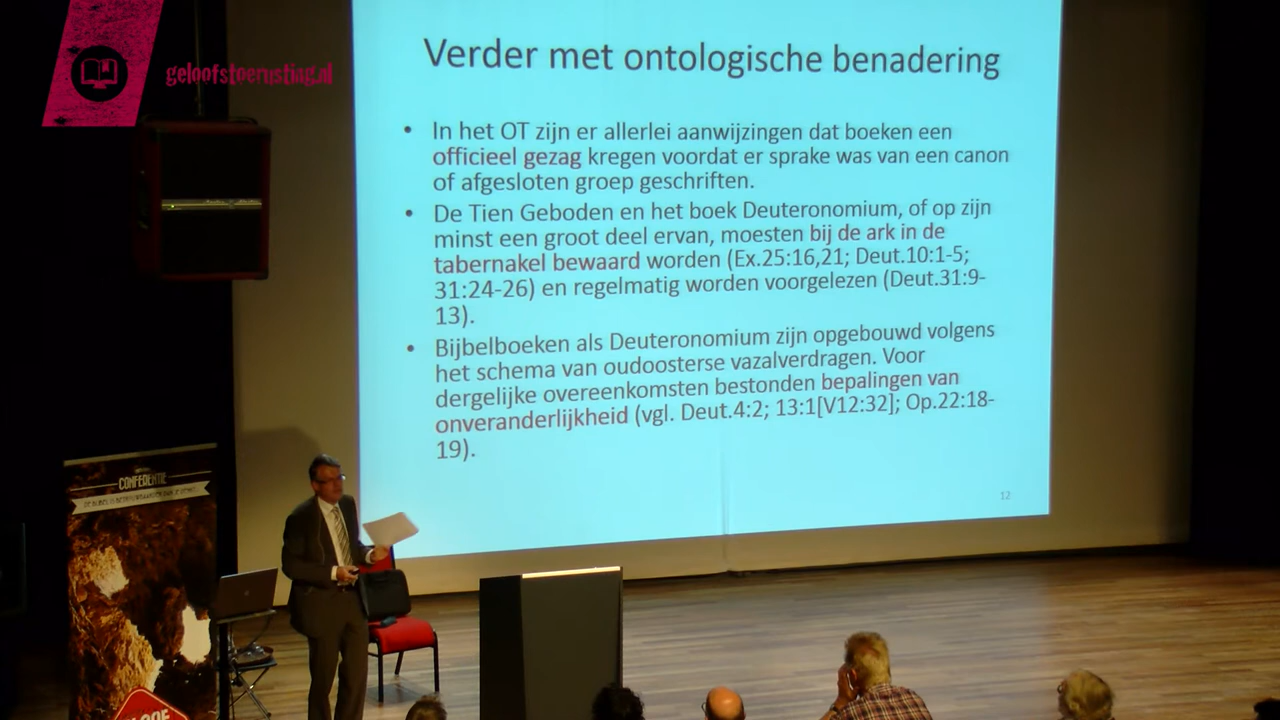 geloofstoerusting.nl
Verder met ontologische benadering
• In het OT zijn er allerlei aanwijzingen dat boeken een
officieel gezag kregen voordat er sprake was van een canon
of afgesloten groep geschriften.
• De Tien Geboden en het boek Deuteronomium, of op zijn
minst een groot deel ervan, moesten bij de ark in de
tabernakel bewaard worden (Ex.25:16,21; Deut.10:1-5;
31:24-26) en regelmatig worden voorgelezen (Deut.31:9-
13).
• Bijbelboeken als Deuteronomium zijn opgebouwd volgens
het schema van oudoosterse vazalverdragen. Voor
dergelijke overeenkomsten bestonden bepalingen van
onveranderlijkheid (vgl. Deut.4:2; 13:1[V12:32]; Op.22:18-
19).
12
CONFERENTIE